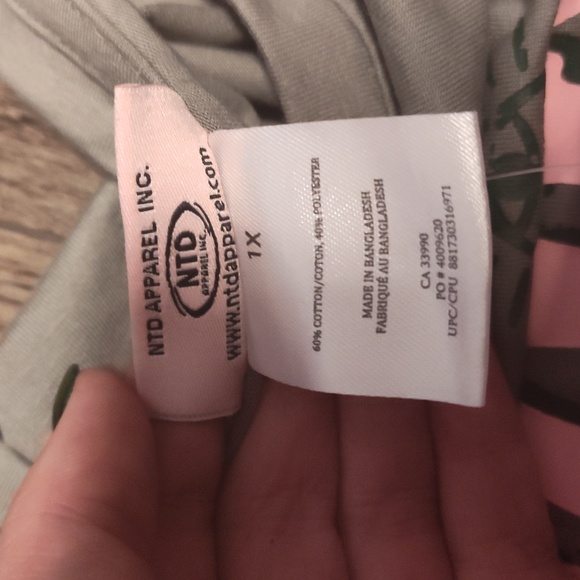 NTD APPAREL INC.
NTD
APPAREL INC.
www.ntdapparel.com
1X
60% COTTON/COTON, 40% POLYESTER
MADE IN BANGLADESH
FABRIQUÉ AU BANGLADESH
CA 33990
PO # 4009620
UPC/CPU 881730316971